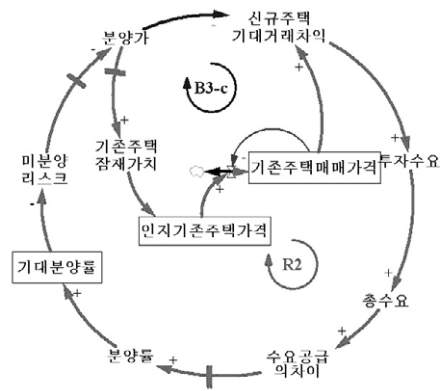 분양가
신규주택
기대거래차익
B3-c
기존주택
잠재가치
미분양
리스크
기존주택매매가격
투자수요
인지기존주택가격
기대분양률
R2
총수요
분양률
수요공급
의차이